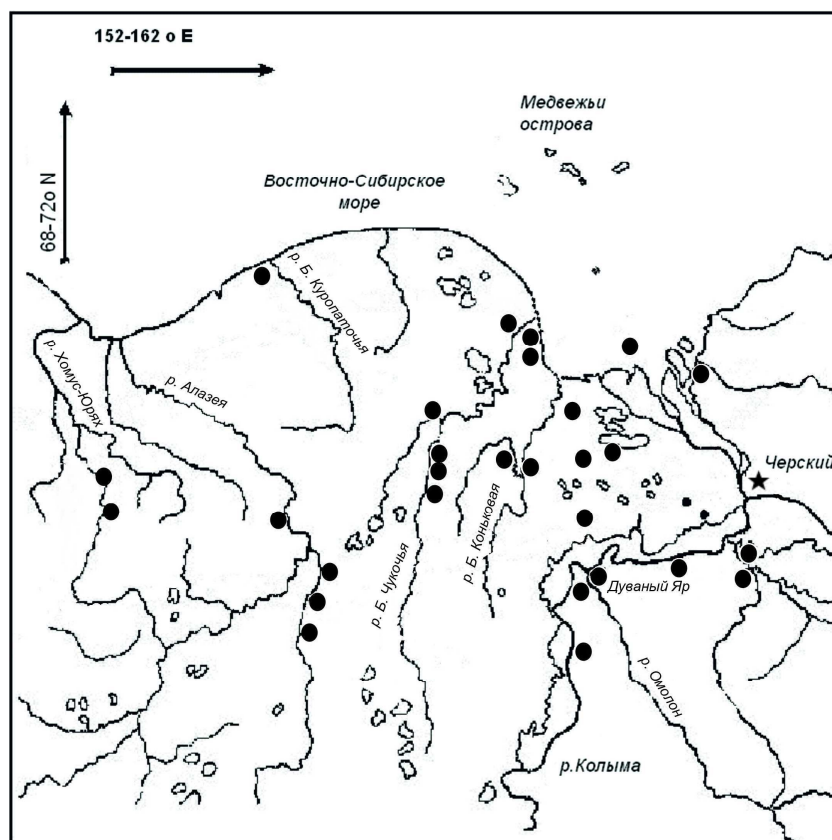 152-162 o E
Медвежьи
острова
68-72o N
Восточно-Сибирское
море
р. Б. Куропаточья
р. Хомус-Юрях
р. Алазея
Черский
р. Б. Коньковая
р. Б. Чукочья
Дуваный Яр
р. Омолон
р.Колыма